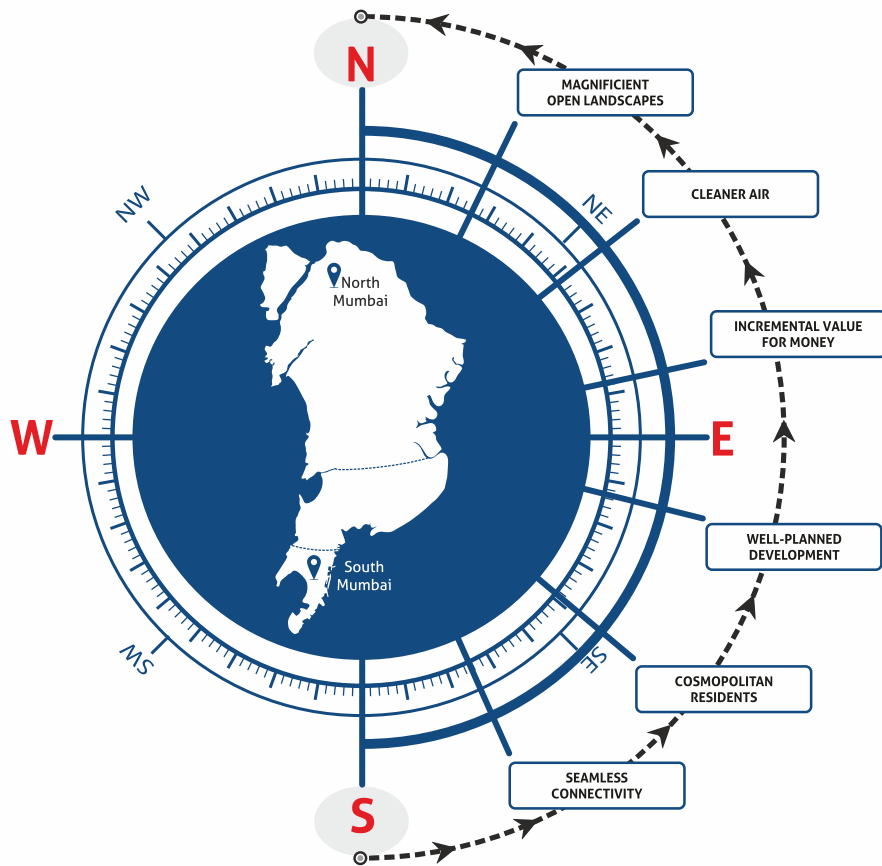 N
MAGNIFICIENT
OPEN LANDSCAPES
NW
NE
CLEANER AIR
North
Mumbai
INCREMENTAL VALUE
FOR MONEY
W
E
WELL-PLANNED
DEVELOPMENT
South
Mumbai
SW
SE
COSMOPOLITAN
RESIDENTS
SEAMLESS
CONNECTIVITY
S